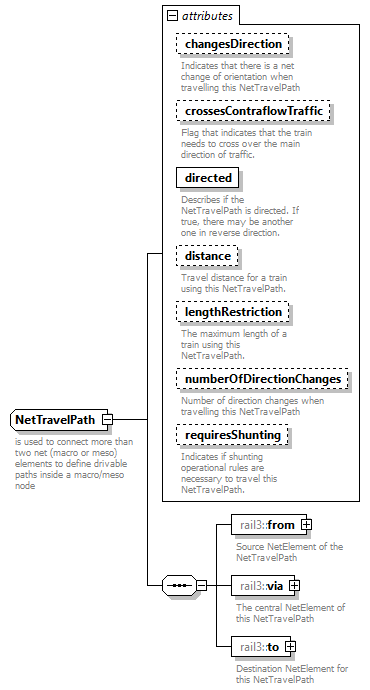 attributes
changesDirection
Indicates that there is a net
change of orientation when
travelling this NetTravelPath
crossesContraflowTraffic
Flag that indicates that the train
needs to cross over the main
direction of traffic.
directed
Describes if the
NetTravelPath is directed. If
true, there may be another
one in reverse direction.
distance
Travel distance for a train
using this NetTravelPath.
lengthRestriction
The maximum length of a
train using this
NetTravelPath.
numberOfDirectionChanges
Number of direction changes when
travelling this NetTravelPath
requiresShunting
Indicates if shunting
operational rules are
necessary to travel this
NetTravelPath.
NetTravelPath
is used to connect more than
two net (macro or meso)
elements to define drivable
paths inside a macro/meso
node
rail3::from
Source NetElement of the
NetTravelPath
rail3::via
The central NetElement of
this NetTravelPath
rail3::to
Destination NetElement for
this NetTravelPath